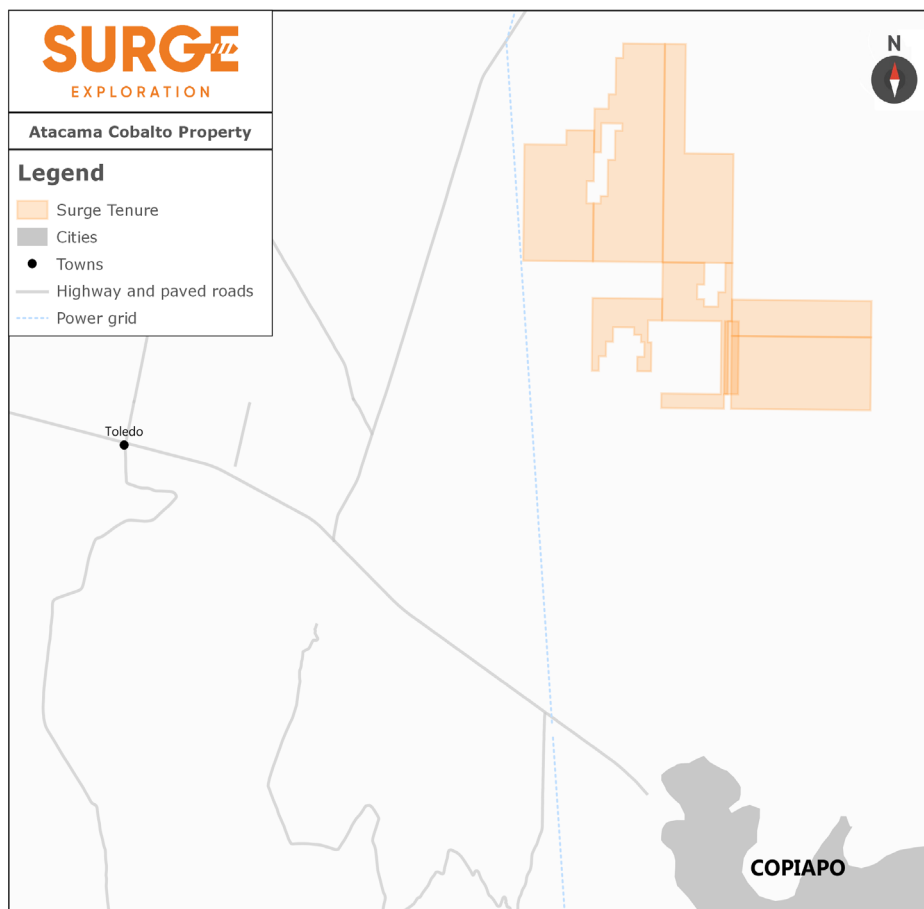 SURGE
EXPLORATION
Atacama Cobalto Property
Legend
Surge Tenure
Cities
Towns
Highway and paved roads
Power grid
N
Toledo
COPIAPO